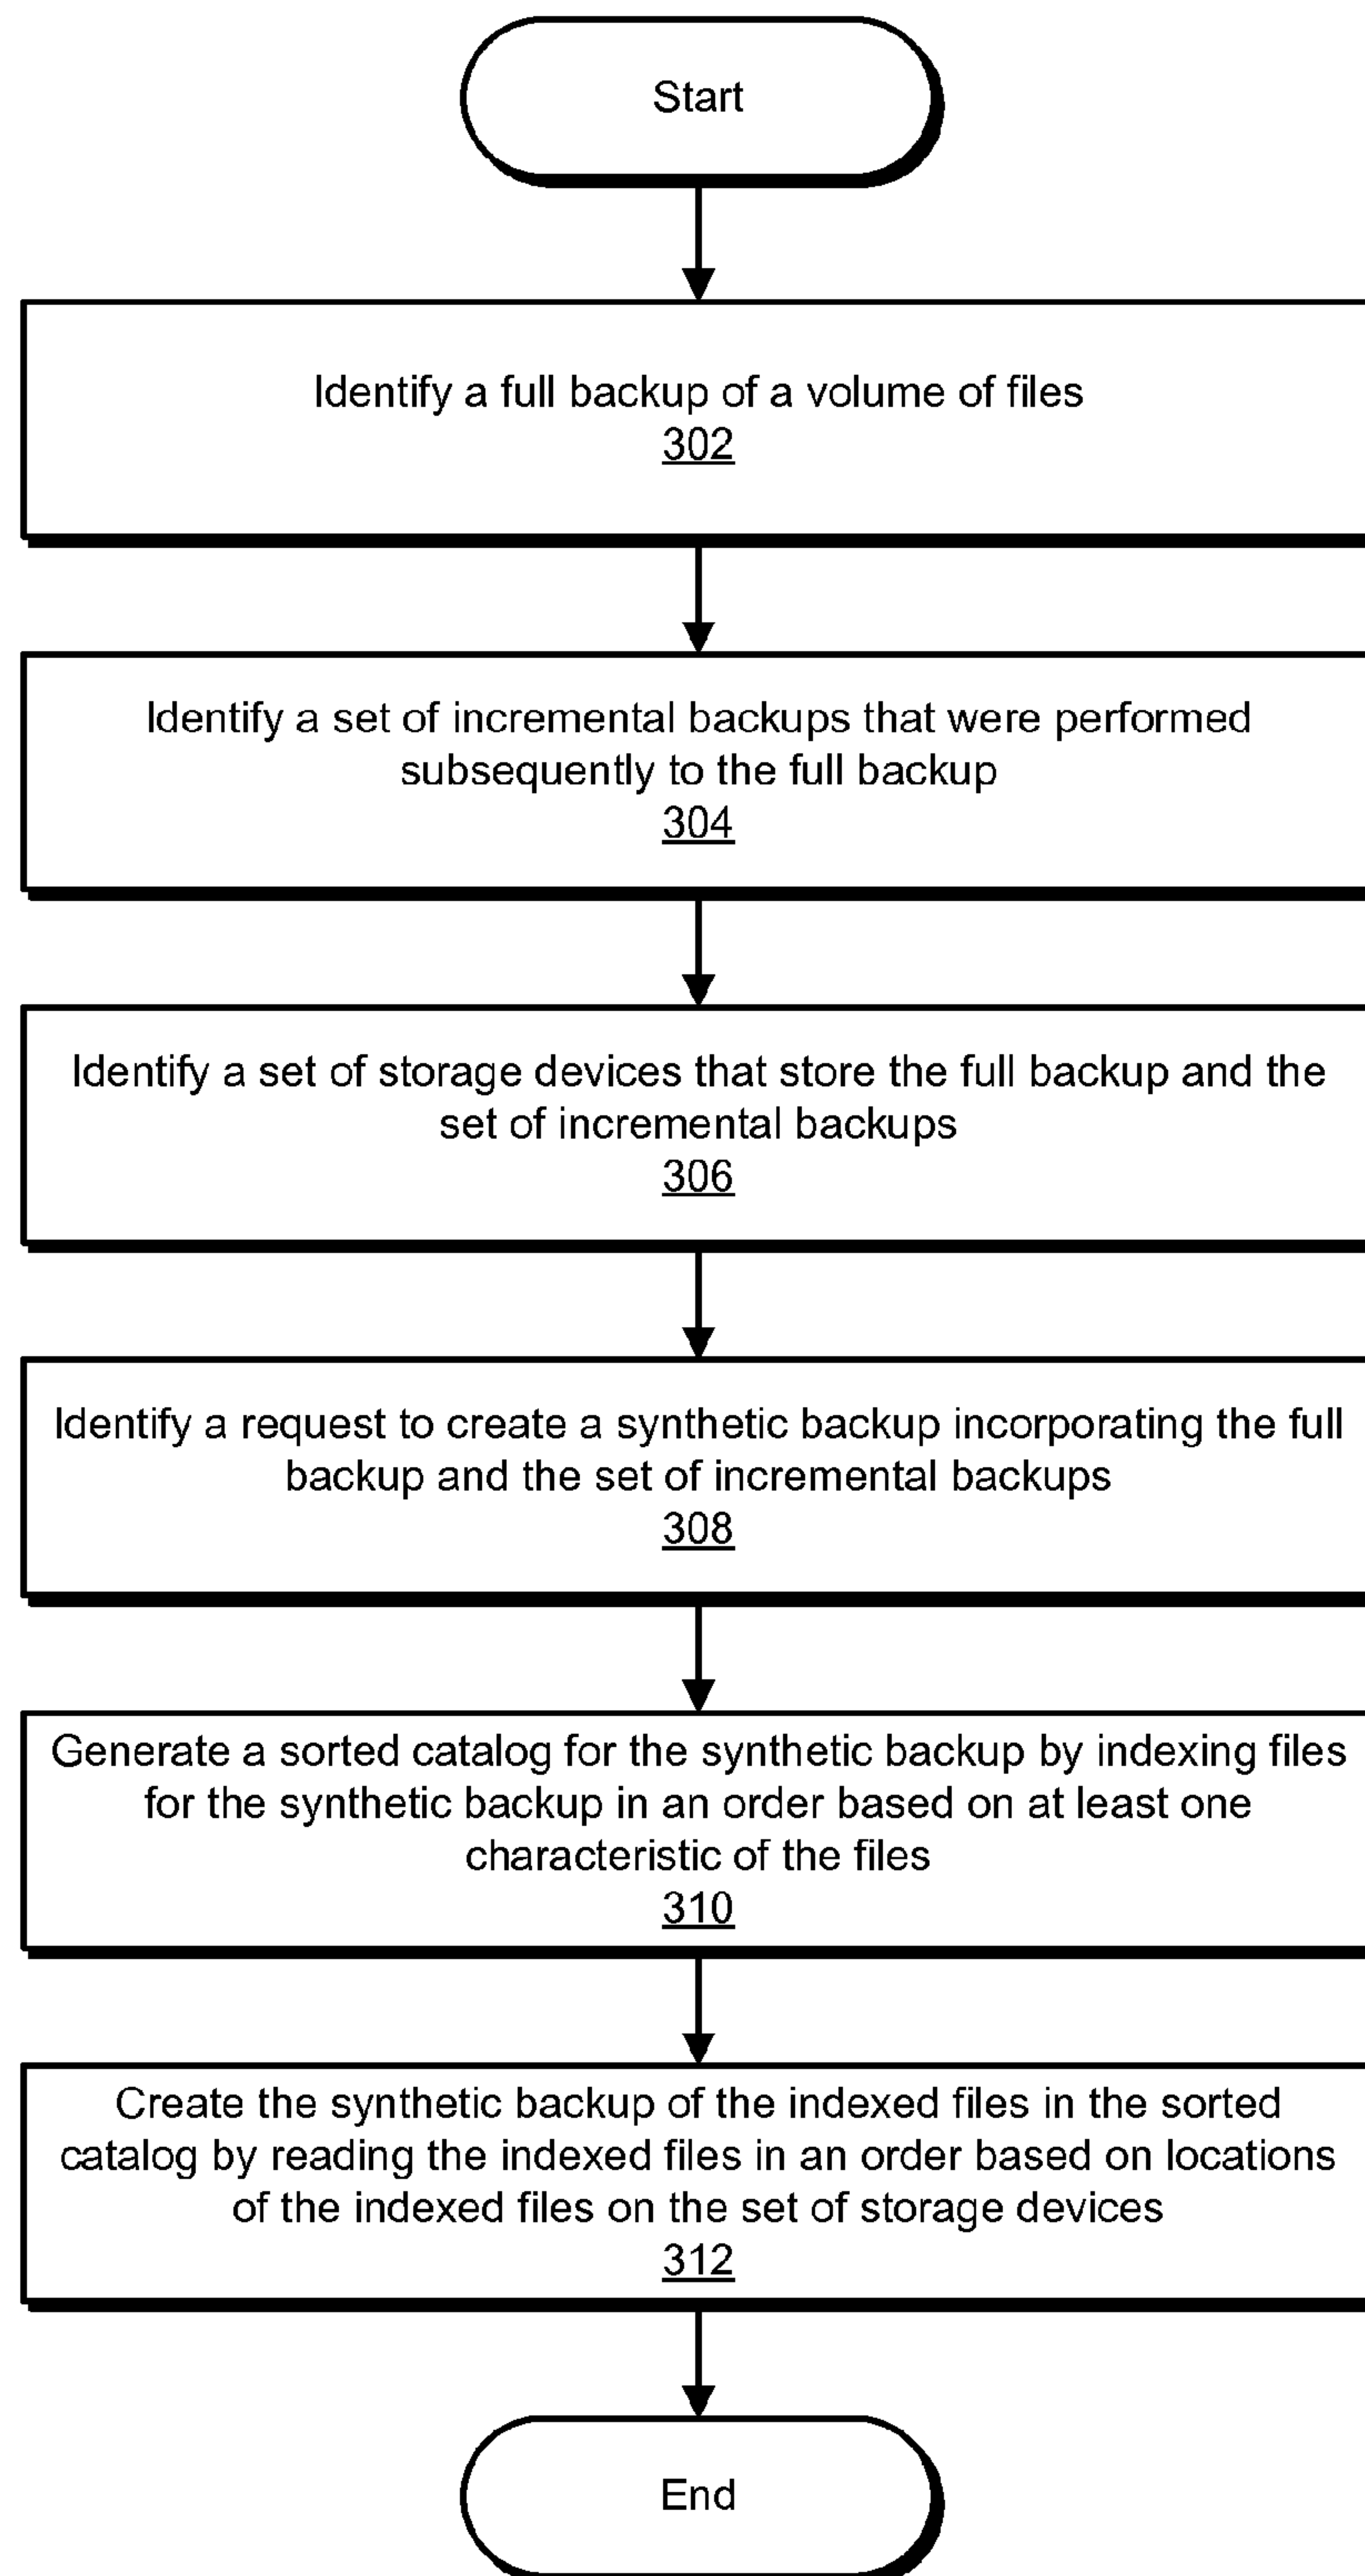 Start
Identify a full backup of a volume of files
302
Identify a set of incremental backups that were performed
subsequently to the full backup
304
Identify a set of storage devices that store the full backup and the
set of incremental backups
306
Identify a request to create a synthetic backup incorporating the full
backup and the set of incremental backups
308
Generate a sorted catalog for the synthetic backup by indexing files
for the synthetic backup in an order based on at least one
characteristic of the files
310
Create the synthetic backup of the indexed files in the sorted
catalog by reading the indexed files in an order based on locations
of the indexed files on the set of storage devices
312
End